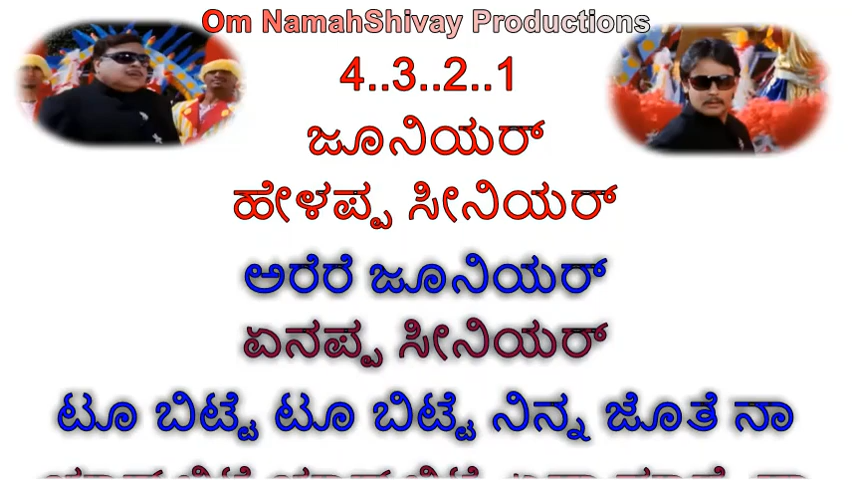 Om NamahShivay Productions
4..3..2..1
ಜೂನಿಯರ್
ಹೇಳಪ್ಪ ಸೀನಿಯರ್
ಅರೆರೆ ಜೂನಿಯರ್
ಏನಪ್ಪ ಸೀನಿಯರ್
ಟೂ ಬಿಟ್ಟೆ ಟೂ ಬಿಟ್ಟೆ ನಿನ್ನ ಜೊತೆ ನಾ